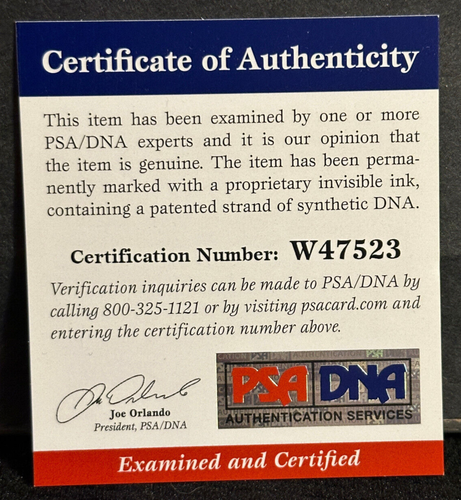 Certificate of Authenticity
This item has been examined by one or more
PSA/DNA experts and it is our opinion that
the item is genuine. The item has been perma-
nently marked with a proprietary invisible ink,
containing a patented strand of synthetic DNA.
Certification Number: W47523
Verification inquiries can be made to PSA/DNA by
calling 800-325-1121 or by visiting psacard.com and
entering the certification number above.
PSA DNA
AUTHENTICATION SERVICES
Joe Orlando
President, PSA/DNA
Examined and Certified